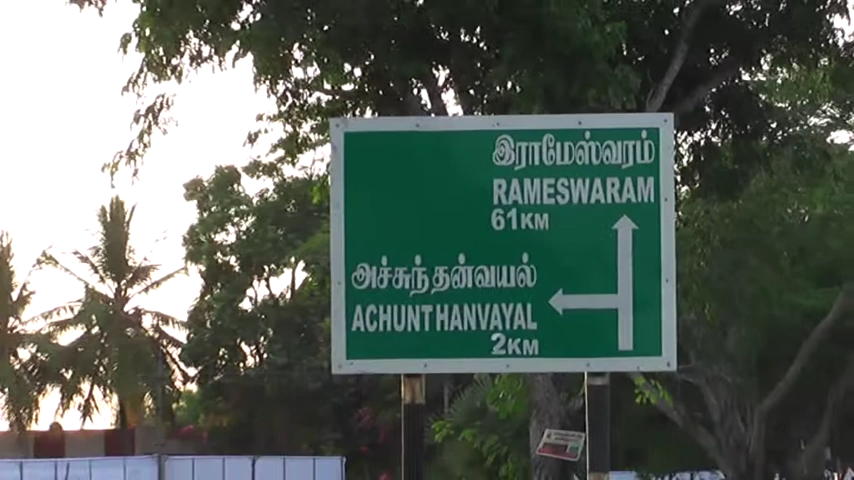 இராமேஸ்வரம்
RAMESWARAM
61KM
அச்சுந்தன்வயல்
ACHUNTHANVAYAL
2KM